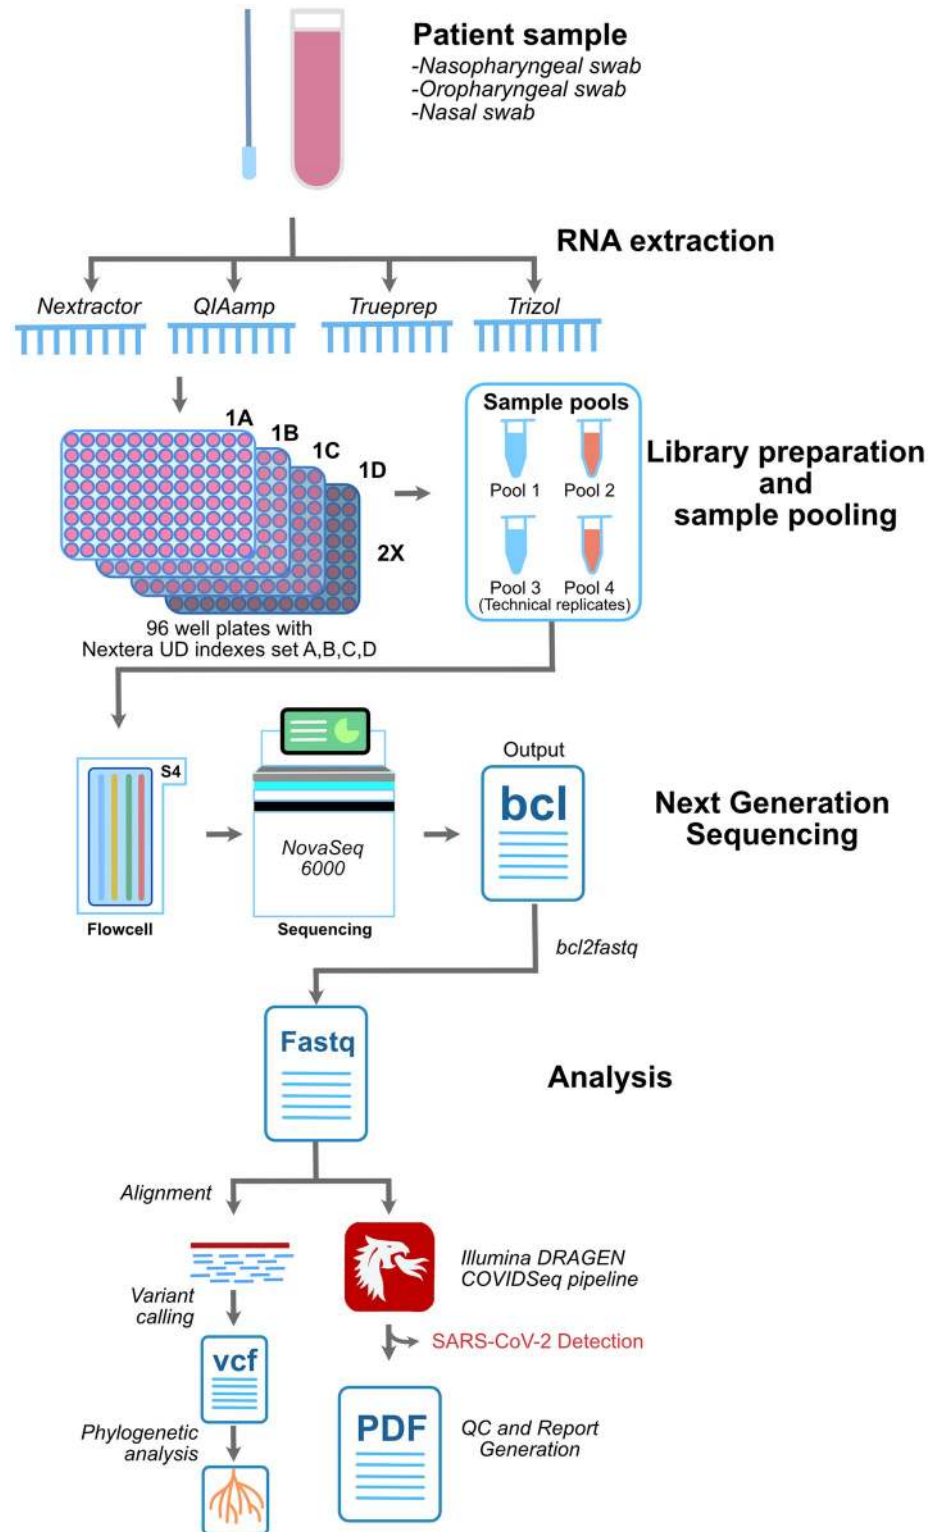 Patient sample
-Nasopharyngeal swab
-Oropharyngeal swab
-Nasal swab
RNA extraction
Nextractor
QIAamp
Trueprep
Trizol
1A
1B
1C
1D
2X
96 well plates with
Nextera UD indexes set A,B,C,D
Sample pools
Pool 1
Pool 2
Pool 3
Pool 4
(Technical replicates)
Library preparation
and
sample pooling
S4
Flowcell
NovaSeq
6000
Sequencing
Output
bcl
Next Generation
Sequencing
bcl2fastq
Fastq
Analysis
Alignment
Variant
calling
vcf
Phylogenetic
analysis
Illumina DRAGEN
COVIDSeq pipeline
SARS-CoV-2 Detection
PDF
QC and Report
Generation